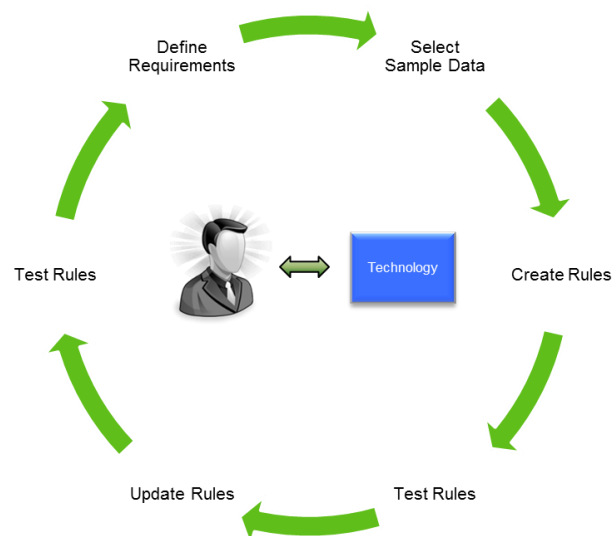 Define
Requirements
Select
Sample Data
Create Rules
Test Rules
Update Rules
Test Rules
Technology